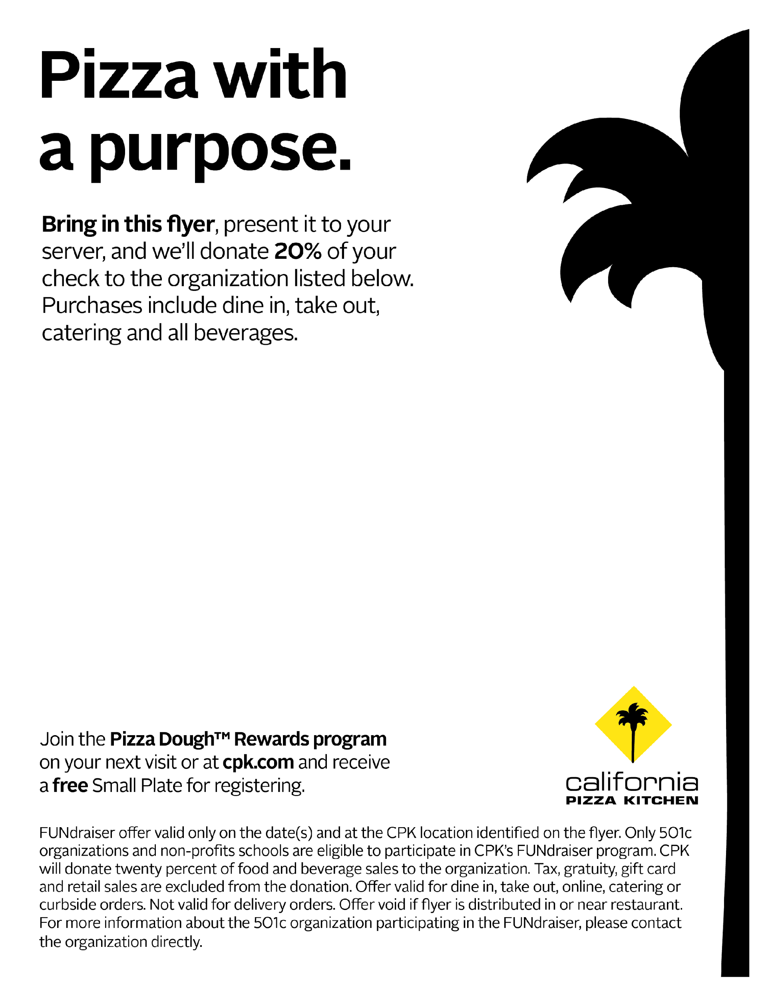 Pizza with
a purpose.
Bring in this flyer, present it to your
server, and we'll donate 20% of your
check to the organization listed below.
Purchases include dine in, take out,
catering and all beverages.
Join the Pizza Dough™ Rewards program
on your next visit or at cpk.com and receive
a free Small Plate for registering.
california
PIZZA KITCHEN
FUNdraiser offer valid only on the date(s) and at the CPK location identified on the flyer. Only 501c
organizations and non-profits schools are eligible to participate in CPK's FUNdraiser program. CPK
will donate twenty percent of food and beverage sales to the organization. Tax, gratuity, gift card
and retail sales are excluded from the donation. Offer valid for dine in, take out, online, catering or
curbside orders. Not valid for delivery orders. Offer void if flyer is distributed in or near restaurant.
For more information about the 501c organization participating in the FUNdraiser, please contact
the organization directly.